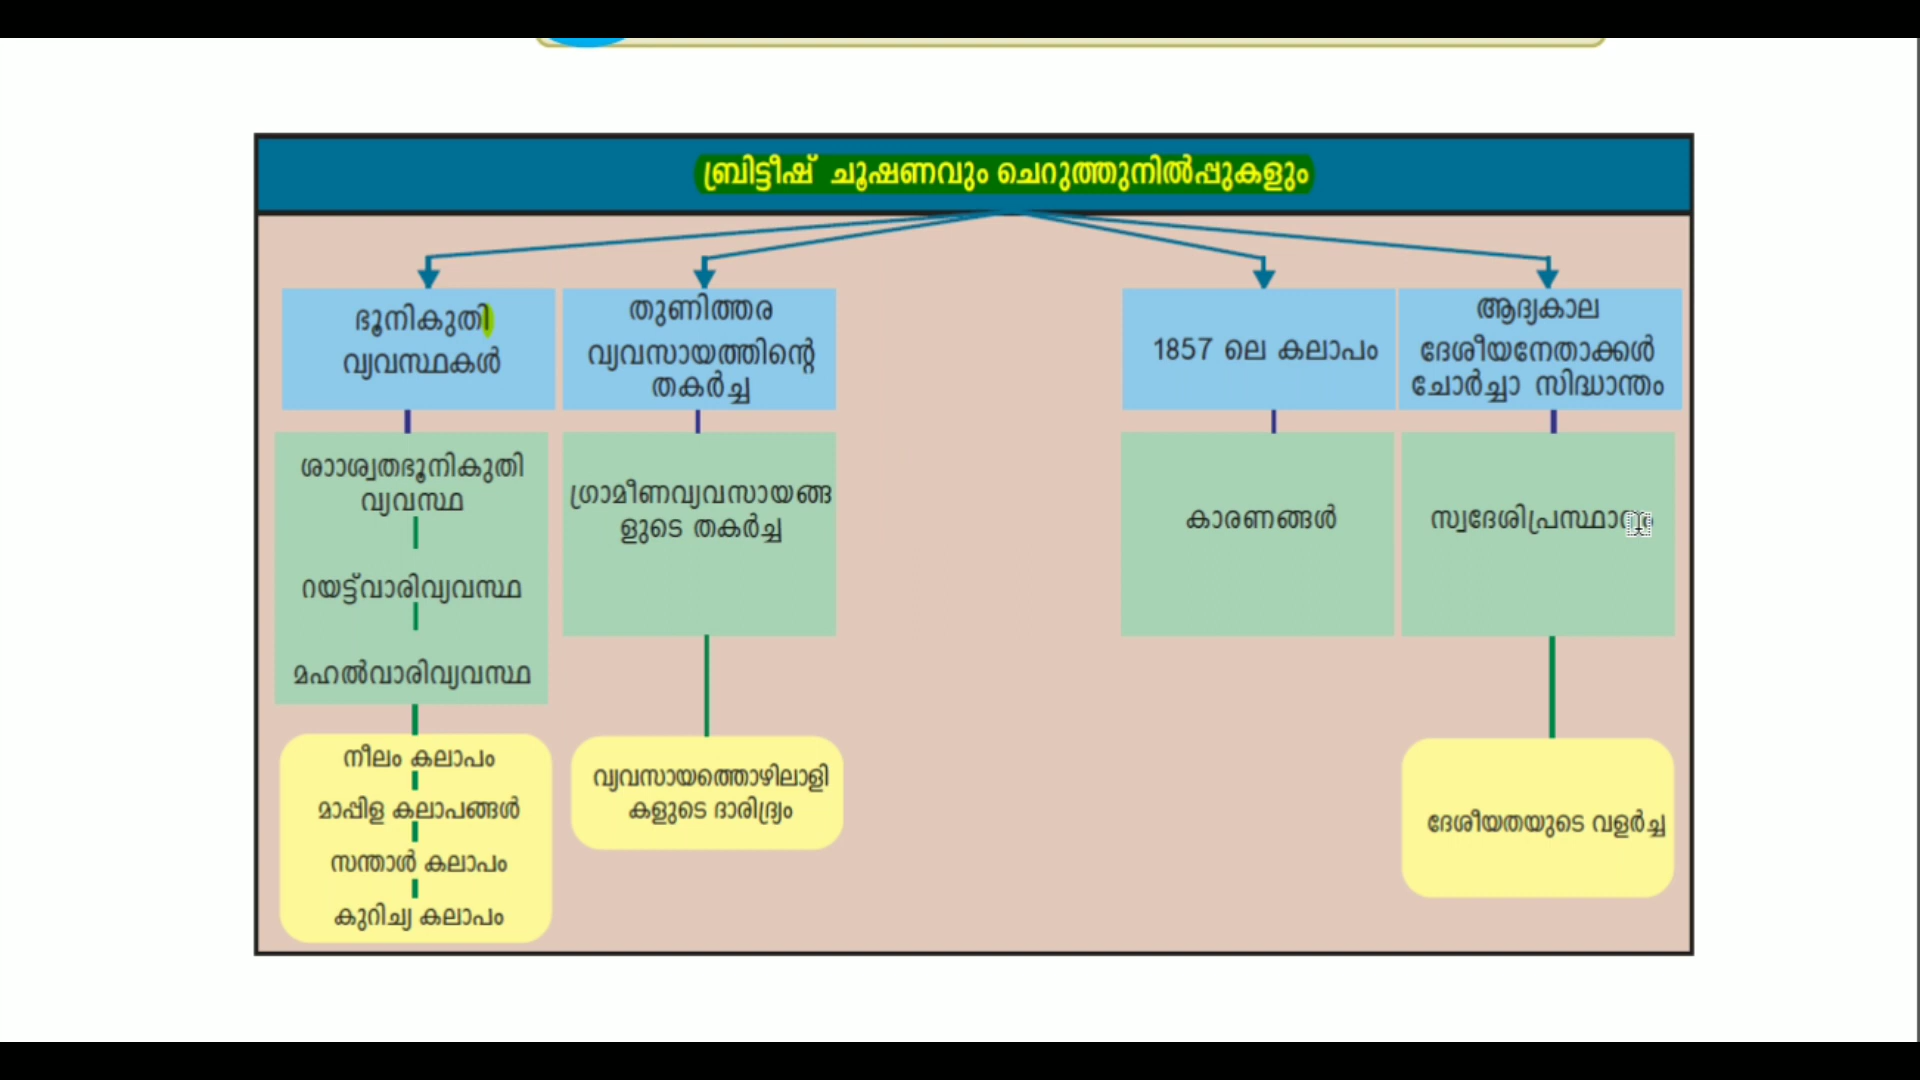 ബ്രിട്ടീഷ് ചൂഷണവും ചെറുത്തുനിൽപ്പുകളും
ഭൂനികുതി
വ്യവസ്ഥകൾ
ശാാശ്വതഭൂനികുതി
വ്യവസ്ഥ
റയട്ട്‌വാരിവ്യവസ്ഥ
മഹൽവാരിവ്യവസ്ഥ
നീലം കലാപം
മാപ്പിള കലാപങ്ങൾ
സന്താൾ കലാപം
കുറിച്യ കലാപം
തുണിത്തര
വ്യവസായത്തിന്റെ
തകർച്ച
ഗ്രാമീണവ്യവസായങ്ങ
ളുടെ തകർച്ച
വ്യവസായത്തൊഴിലാളി
കളുടെ ദാരിദ്ര്യം
1857 ലെ കലാപം
കാരണങ്ങൾ
ആദ്യകാല
ദേശീയനേതാക്കൾ
ചോർച്ചാ സിദ്ധാന്തം
സ്വദേശിപ്രസ്ഥാനം
ദേശീയതയുടെ വളർച്ച